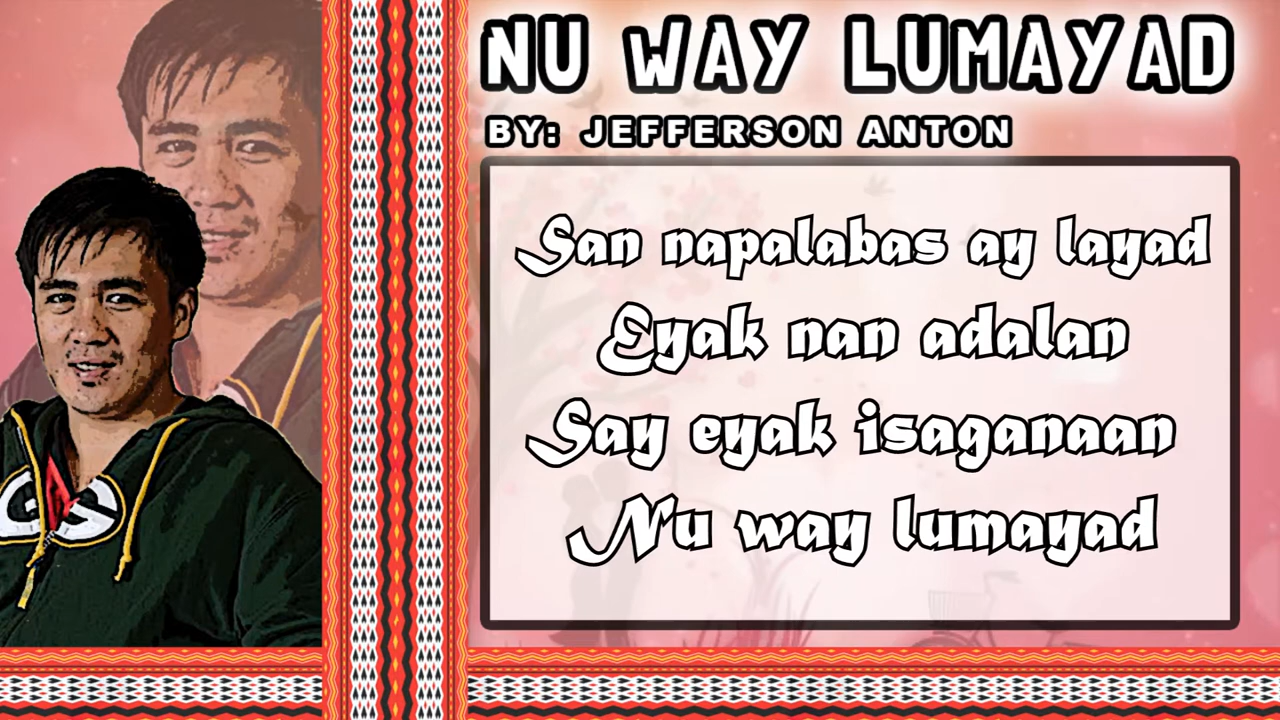 NU WAY LUMAYAD
BY: JEFFERSON ANTON
San napalabas ay layad
Eyak nan adalan
Say eyak isaganaan
Nu way lumayad